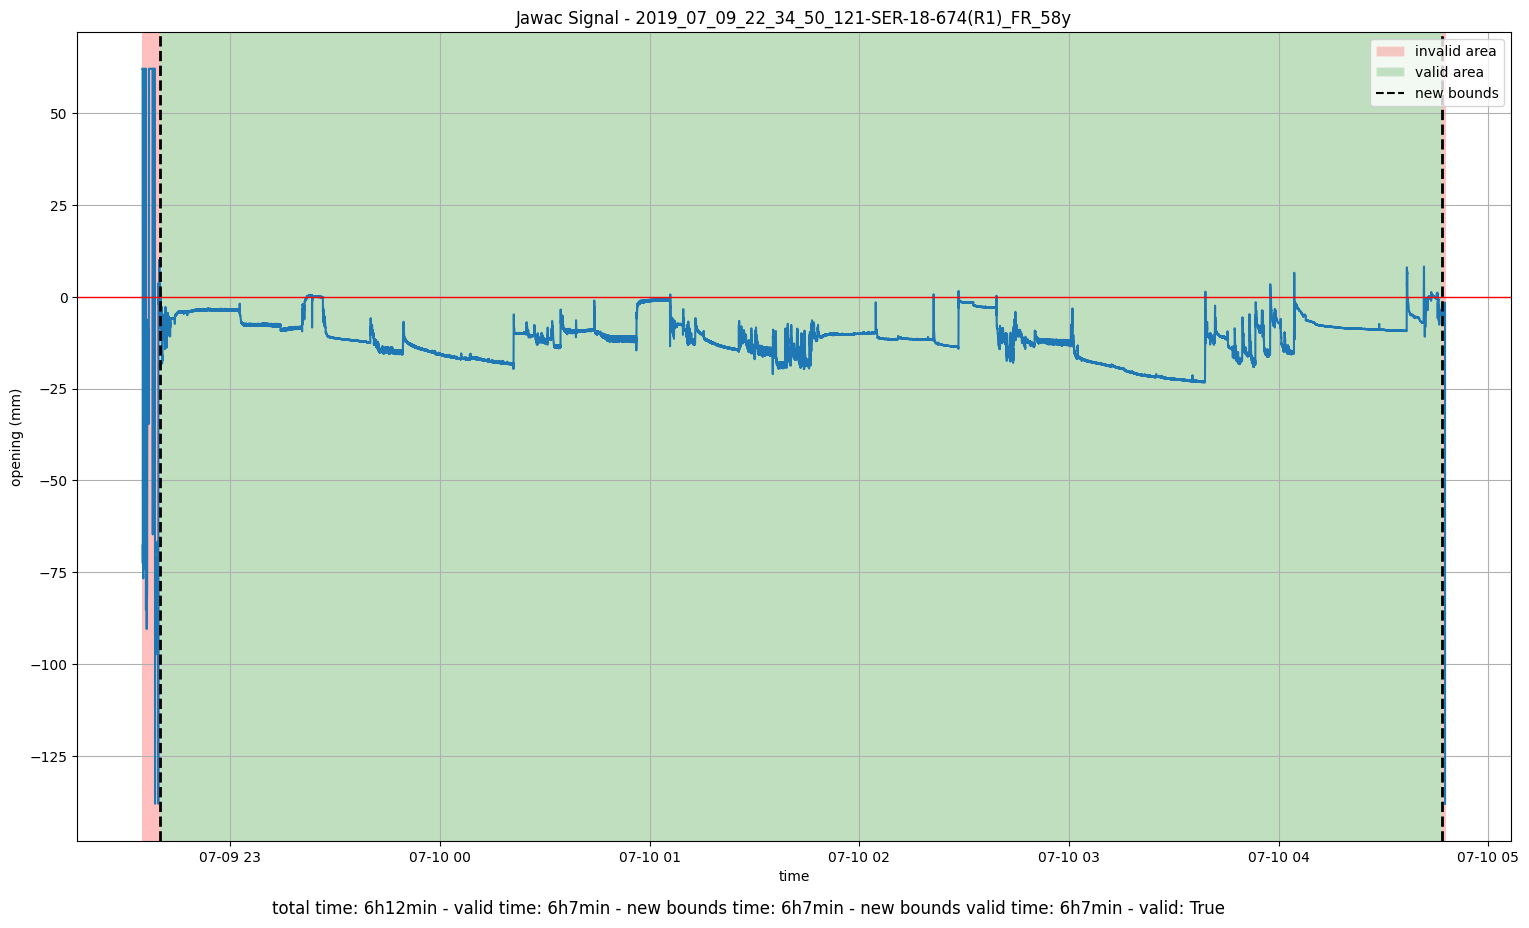 Jawac Signal - 2019_07_09_22_34_50_121-SER-18-674(R1)_FR_58y
invalid area
valid area
new bounds
50
25
0
−25
−50
−75
−100
−125
opening (mm)
07-09 23
07-10 00
07-10 01
07-10 02
07-10 03
07-10 04
07-10 05
time
total time: 6h12min - valid time: 6h7min - new bounds time: 6h7min - new bounds valid time: 6h7min - valid: True